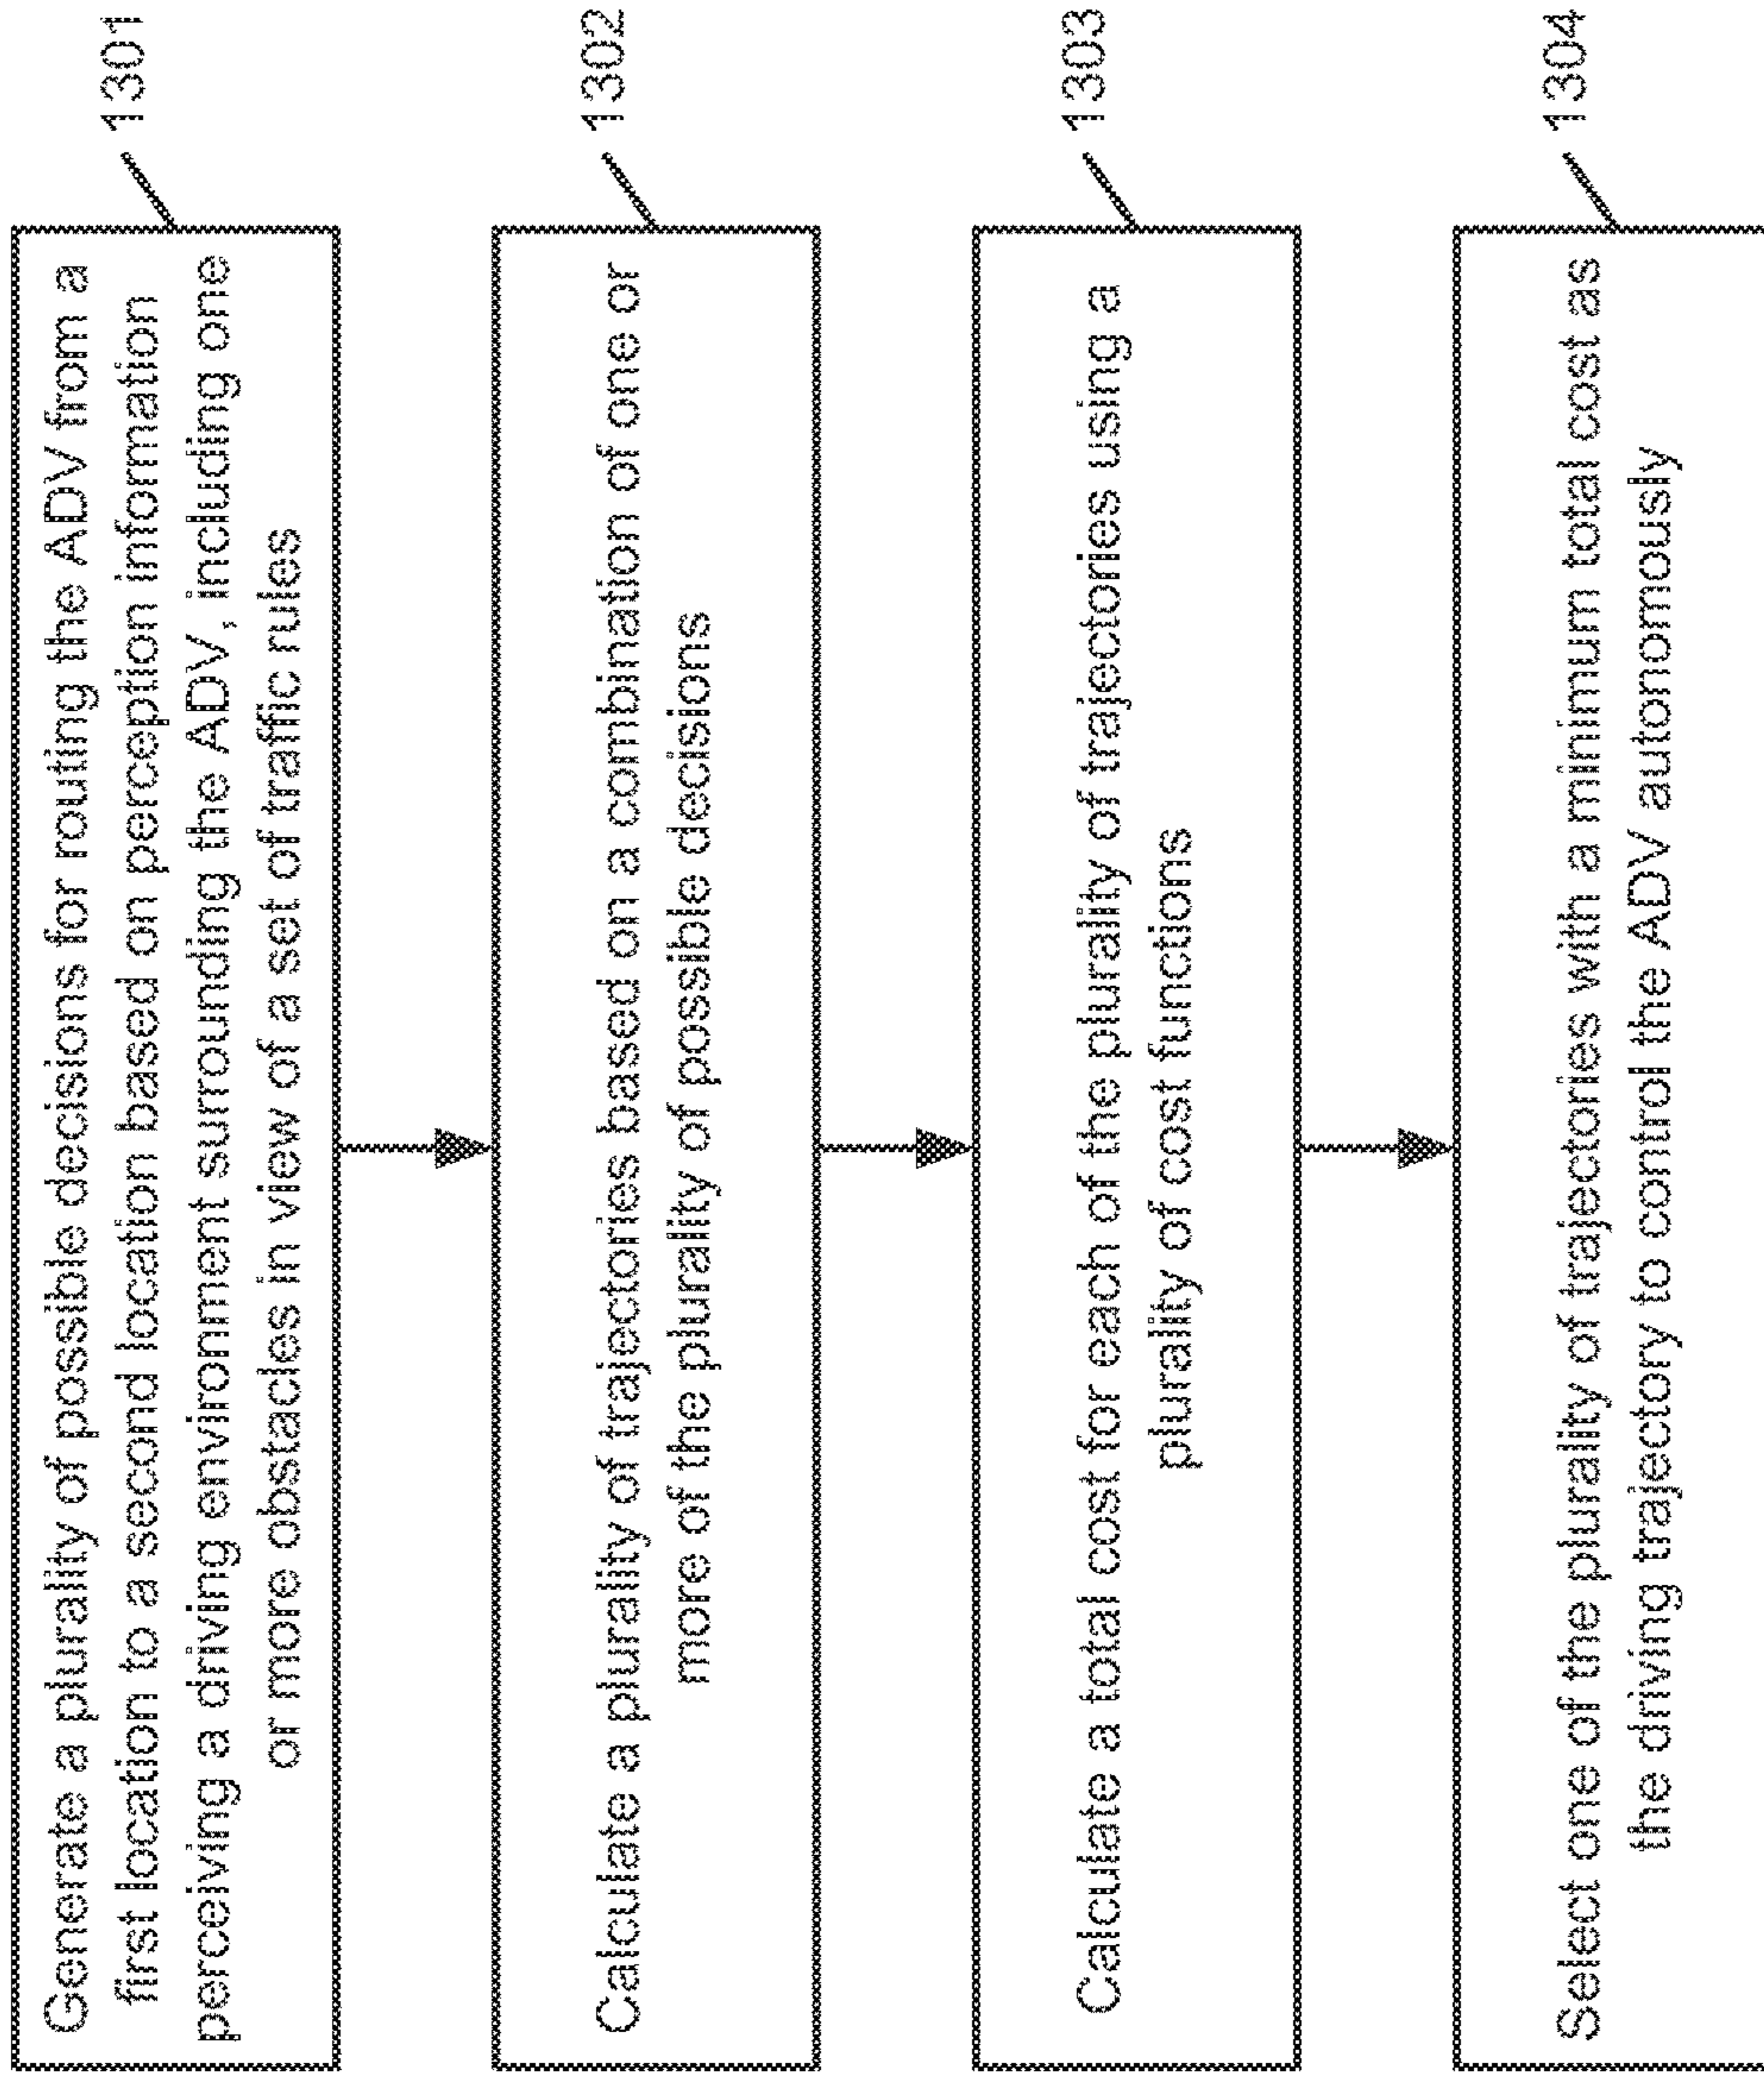 Generate a plurality of possible decisions for routing the ADV from a
first location to a second location based on perception information
perceiving a driving environment surrounding the ADV, including one
or more obstacles in view of a set of traffic rules
1301
Calculate a plurality of trajectories based on a combination of one or
more of the plurality of possible decisions
1302
Calculate a total cost for each of the plurality of trajectories using a
plurality of cost functions
1303
Select one of the plurality of trajectories with a minimum total cost as
the driving trajectory to control the ADV autonomously
1304